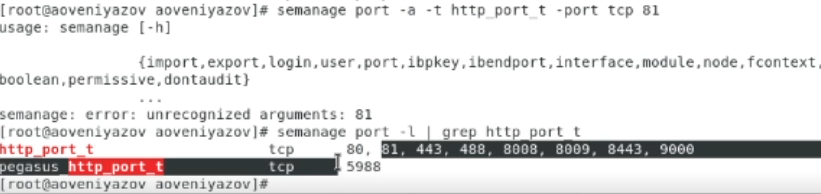 [root@aoveniyazov aoveniyazov]# semanage port -a -t http_port_t -port tcp 81
usage: semanage [-h]
{import,export,login,user,port,ibpkey,ibendport,interface,module,node,fcontext,
boolean,permissive,dontaudit}
...
semanage: error: unrecognized arguments: 81
[root@aoveniyazov aoveniyazov]# semanage port -l | grep http_port_t
http_port_t tcp 80, 81, 443, 488, 8008, 8009, 8443, 9000
pegasus_http_port_t tcp 5988
[root@aoveniyazov aoveniyazov]#